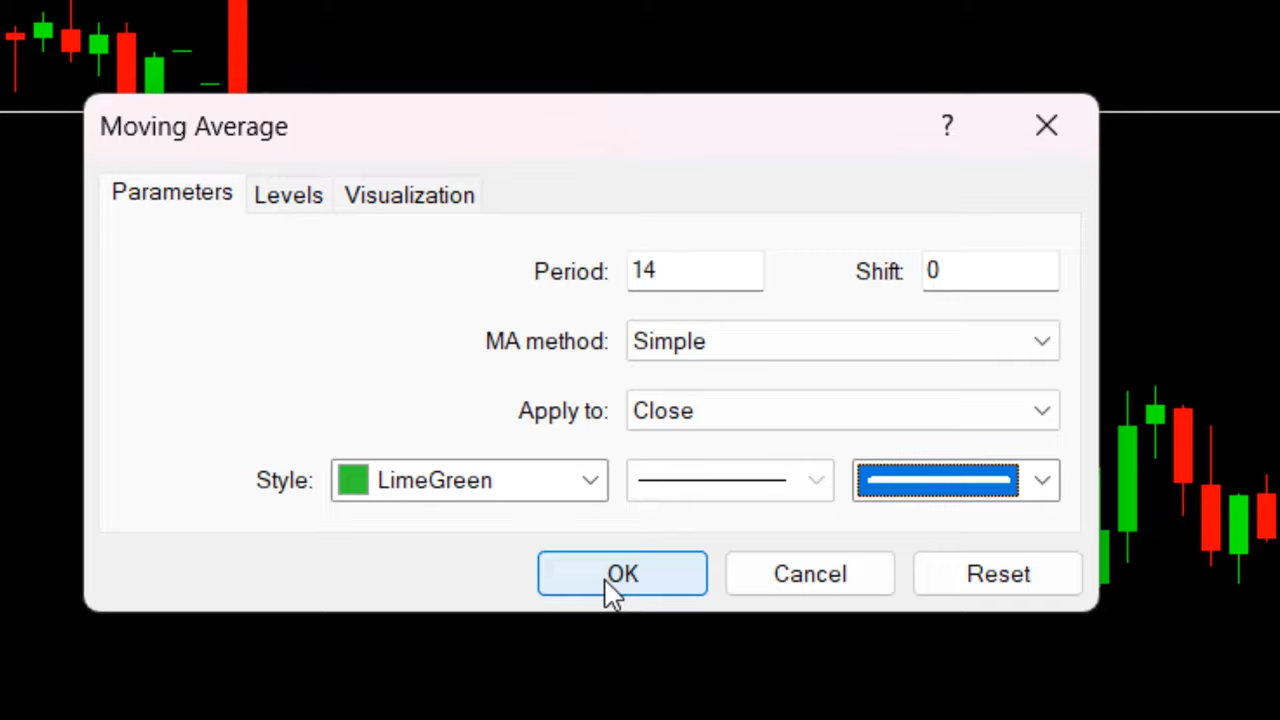 Moving Average ?
Parameters Levels Visualization
Period: 14 Shift: 0
MA method: Simple
Apply to: Close
Style: LimeGreen
OK Cancel Reset